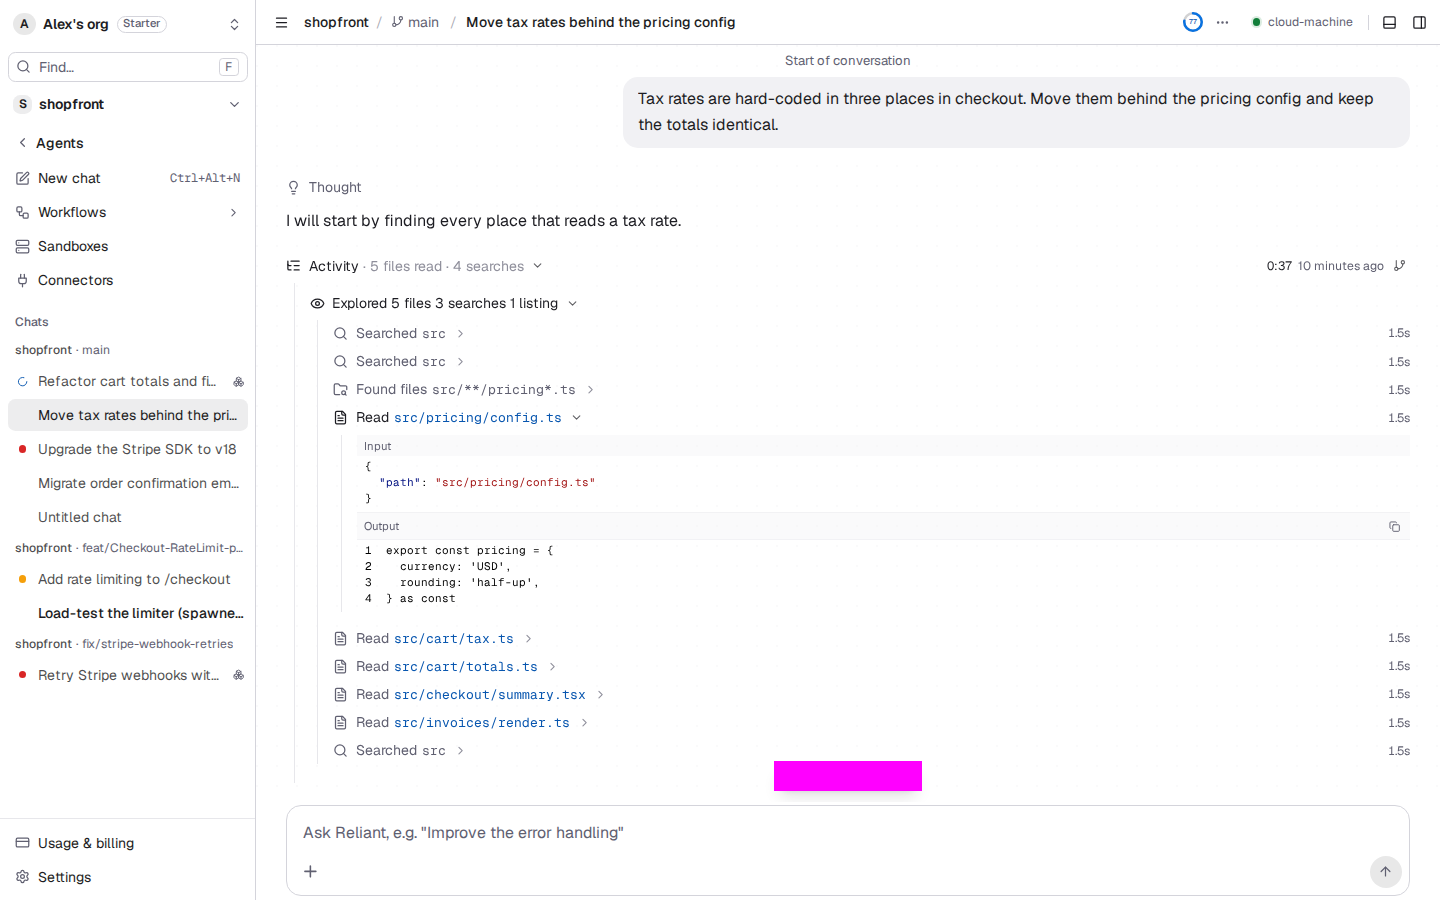 A Alex's org Starter
Find... F
S shopfront
Agents
New chat Ctrl+Alt+N
Workflows
Sandboxes
Connectors
Chats
shopfront · main
Refactor cart totals and fi...
Move tax rates behind the pri...
Upgrade the Stripe SDK to v18
Migrate order confirmation em...
Untitled chat
shopfront · feat/Checkout-RateLimit-p...
Add rate limiting to /checkout
Load-test the limiter (spawne...
shopfront · fix/stripe-webhook-retries
Retry Stripe webhooks wit...
Usage & billing
Settings
shopfront / main / Move tax rates behind the pricing config
77 cloud-machine
Start of conversation
Tax rates are hard-coded in three places in checkout. Move them behind the pricing config and keep
the totals identical.
Thought
I will start by finding every place that reads a tax rate.
Activity · 5 files read · 4 searches 0:37 10 minutes ago
Explored 5 files 3 searches 1 listing
Searched src 1.5s
Searched src 1.5s
Found files src/**/pricing*.ts 1.5s
Read src/pricing/config.ts 1.5s
Input
{
"path": "src/pricing/config.ts"
}
Output
1 export const pricing = {
2 currency: 'USD',
3 rounding: 'half-up',
4 } as const
Read src/cart/tax.ts 1.5s
Read src/cart/totals.ts 1.5s
Read src/checkout/summary.tsx 1.5s
Read src/invoices/render.ts 1.5s
Searched src 1.5s
Ask Reliant, e.g. "Improve the error handling"